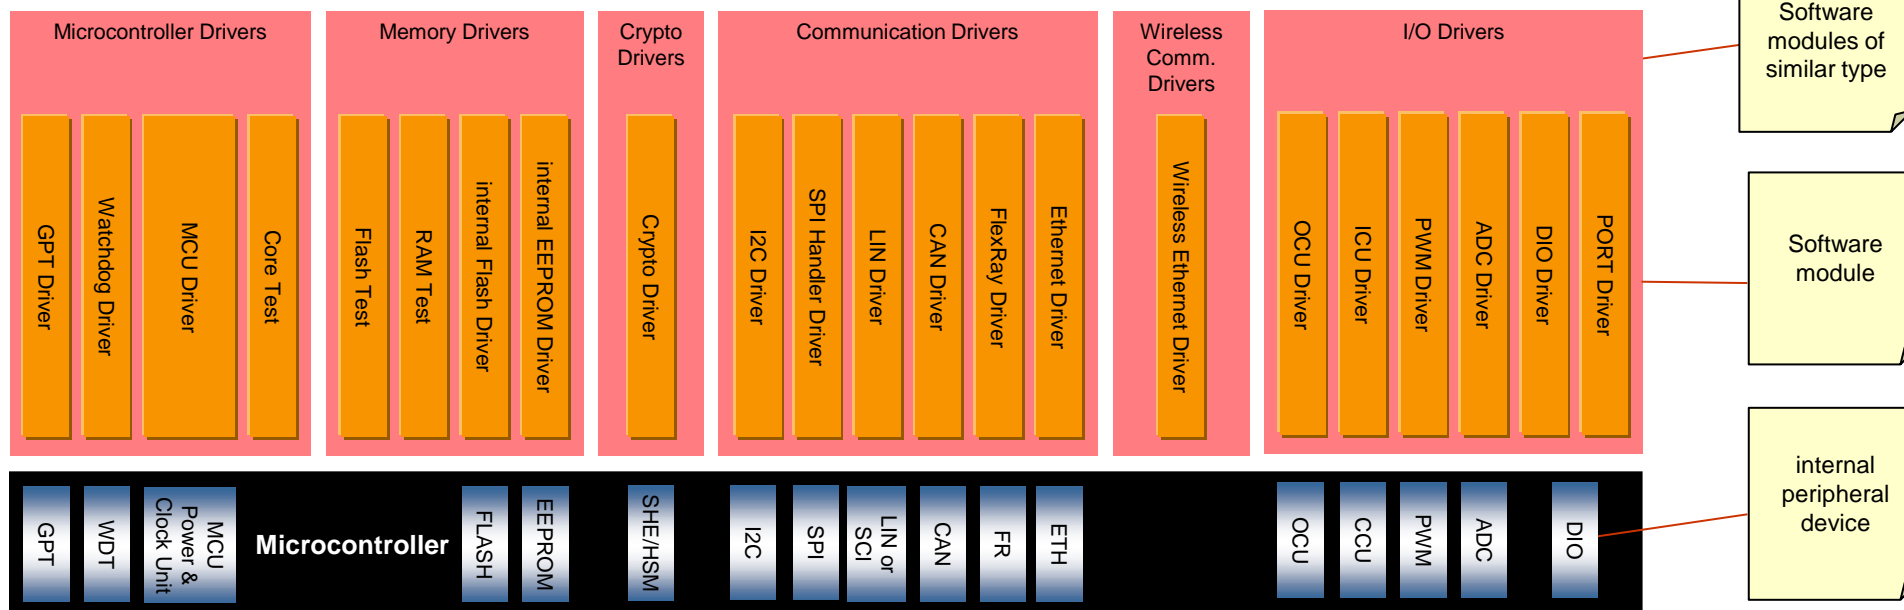 Microcontroller Drivers
Memory Drivers
Crypto
Drivers
Communication Drivers
Wireless
Comm.
Drivers
I/O Drivers
Software
modules of
similar type
GPT Driver
Watchdog Driver
MCU Driver
Core Test
Flash Test
RAM Test
internal Flash Driver
internal EEPROM Driver
Crypto Driver
I2C Driver
SPI Handler Driver
LIN Driver
CAN Driver
FlexRay Driver
Ethernet Driver
Wireless Ethernet Driver
OCU Driver
ICU Driver
PWM Driver
ADC Driver
DIO Driver
PORT Driver
Software
module
GPT
WDT
MCU
Power &
Clock Unit
Microcontroller
FLASH
EEPROM
SHE/HSM
I2C
SPI
LIN or
SCI
CAN
FR
ETH
OCU
CCU
PWM
ADC
DIO
internal
peripheral
device